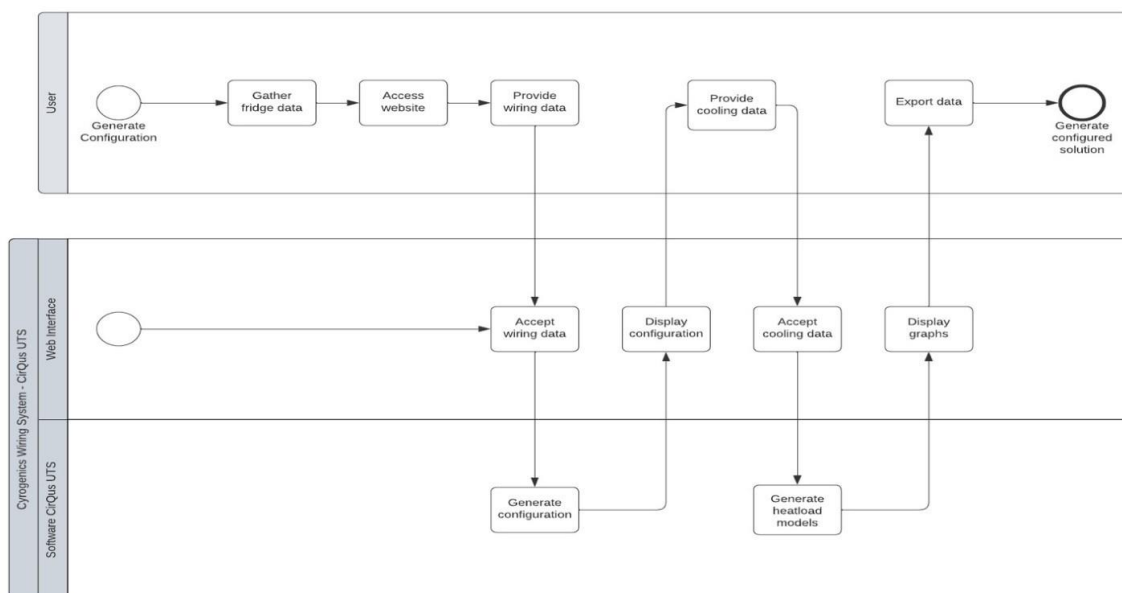 User
Generate
Configuration
Gather
fridge data
Access
website
Provide
wiring data
Provide
cooling data
Export data
Generate
configured
solution
Cyrogenics Wiring System - CirQus UTS
Web Interface
Accept
wiring data
Display
configuration
Accept
cooling data
Display
graphs
Software CirQus UTS
Generate
configuration
Generate
heatload
models